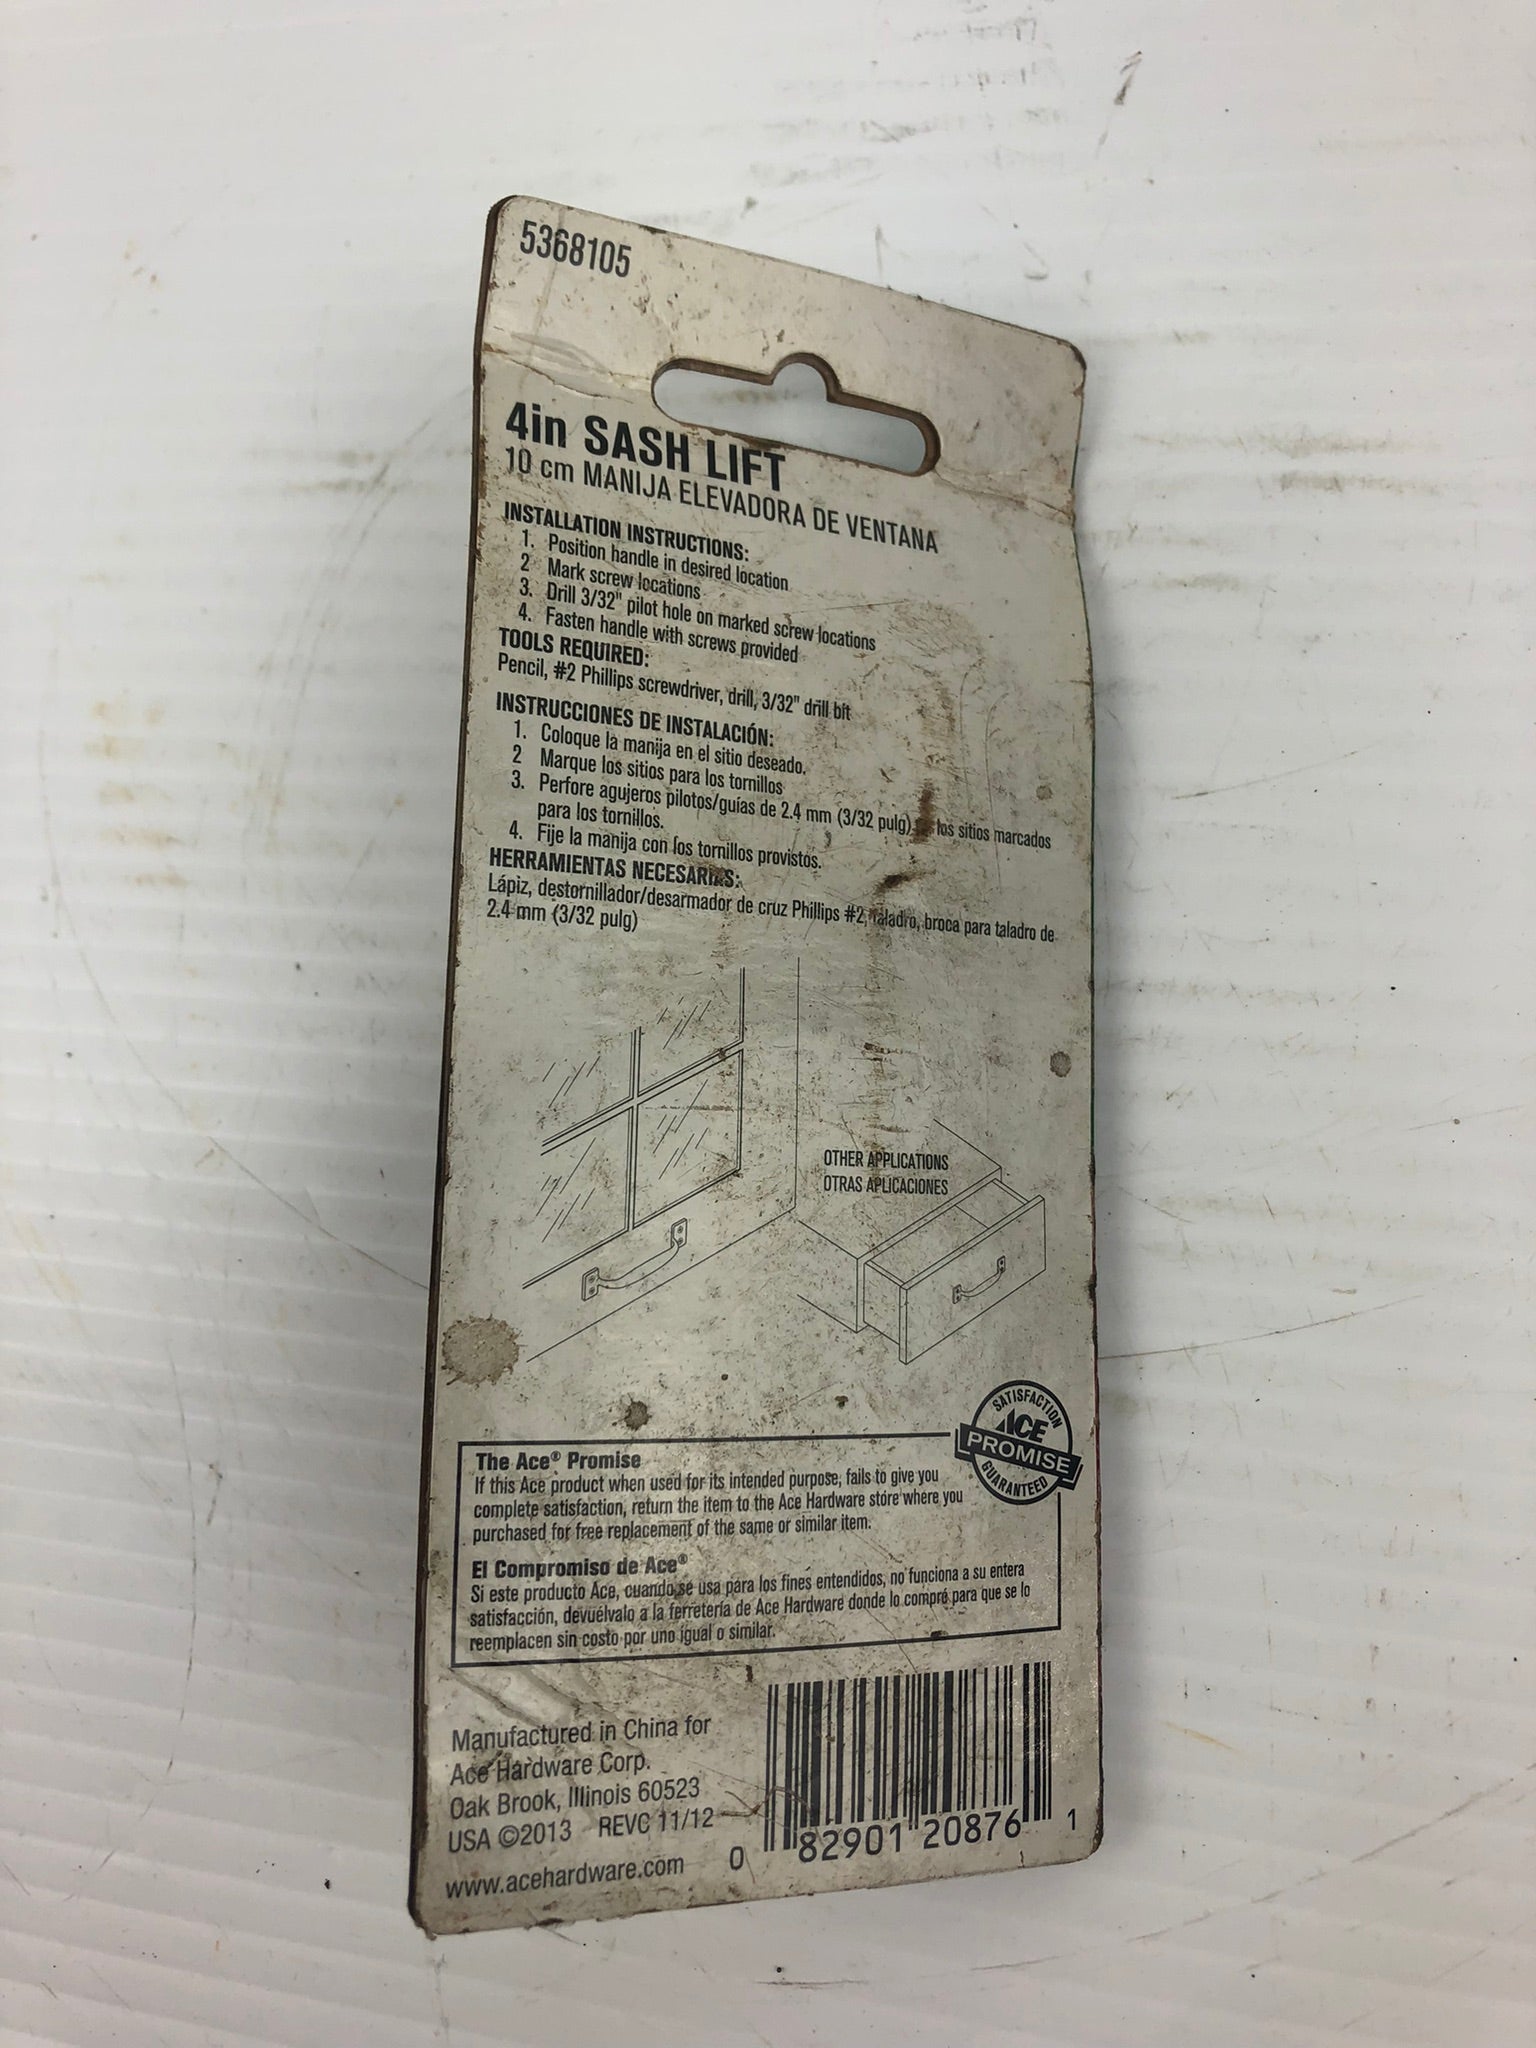 5368105
4in SASH LIFT
10 cm MANIJA ELEVADORA DE VENTANA
INSTALLATION INSTRUCTIONS:
1. Position handle in desired location
2 Mark screw locations
3. Drill 3/32" pilot hole on marked screw locations
4. Fasten handle with screws provided
TOOLS REQUIRED:
Pencil, #2 Phillips screwdriver, drill, 3/32" drill bit
INSTRUCCIONES DE INSTALACIÓN:
1. Coloque la manija en el sitio deseado.
2 Marque los sitios para los tornillos
3. Perfore agujeros pilotos/guías de 2.4 mm (3/32 pulg) los sitios marcados
para los tornillos.
4. Fije la manija con los tornillos provistos.
HERRAMIENTAS NECESARIAS:
Lápiz, destornillador/desarmador de cruz Phillips #2, taladro, broca para taladro de
2.4 mm (3/32 pulg)
OTHER APPLICATIONS
OTRAS APLICACIONES
SATISFACTION
ACE
PROMISE
GUARANTEED
The Ace® Promise
If this Ace product when used for its intended purpose, fails to give you
complete satisfaction, return the item to the Ace Hardware store where you
purchased for free replacement of the same or similar item.
El Compromiso de Ace®
Si este producto Ace, cuando se usa para los fines entendidos, no funciona a su entera
satisfacción, devuélvalo a la ferretería de Ace Hardware donde lo compré para que se lo
reemplacen sin costo por uno igual o similar.
Manufactured in China for
Ace Hardware Corp.
Oak Brook, Illinois 60523
USA ©2013 REVC 11/12
www.acehardware.com
0 82901 20876 1